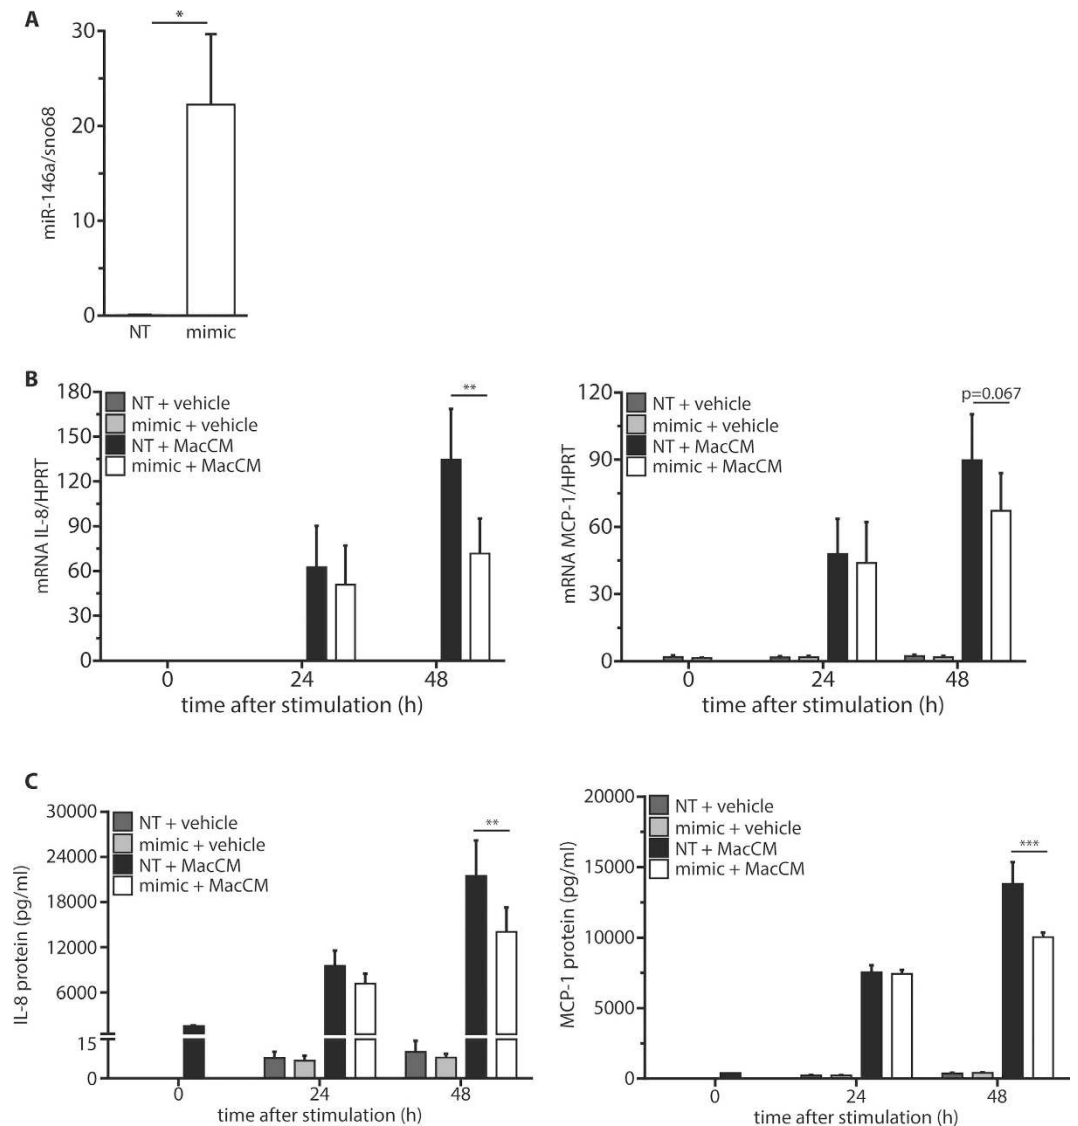 A
*
30
20
10
0
miR-146a/sno68
NT mimic
B
180
150
120
90
60
30
0
mRNA IL-8/HPRT
NT + vehicle
mimic + vehicle
NT + MacCM
mimic + MacCM
**
0 24 48
time after stimulation (h)
120
90
60
30
0
mRNA MCP-1/HPRT
NT + vehicle
mimic + vehicle
NT + MacCM
mimic + MacCM
p=0.067
0 24 48
time after stimulation (h)
C
30000
24000
18000
12000
6000
15
0
IL-8 protein (pg/ml)
NT + vehicle
mimic + vehicle
NT + MacCM
mimic + MacCM
**
0 24 48
time after stimulation (h)
20000
15000
10000
5000
0
MCP-1 protein (pg/ml)
NT + vehicle
mimic + vehicle
NT + MacCM
mimic + MacCM
***
0 24 48
time after stimulation (h)